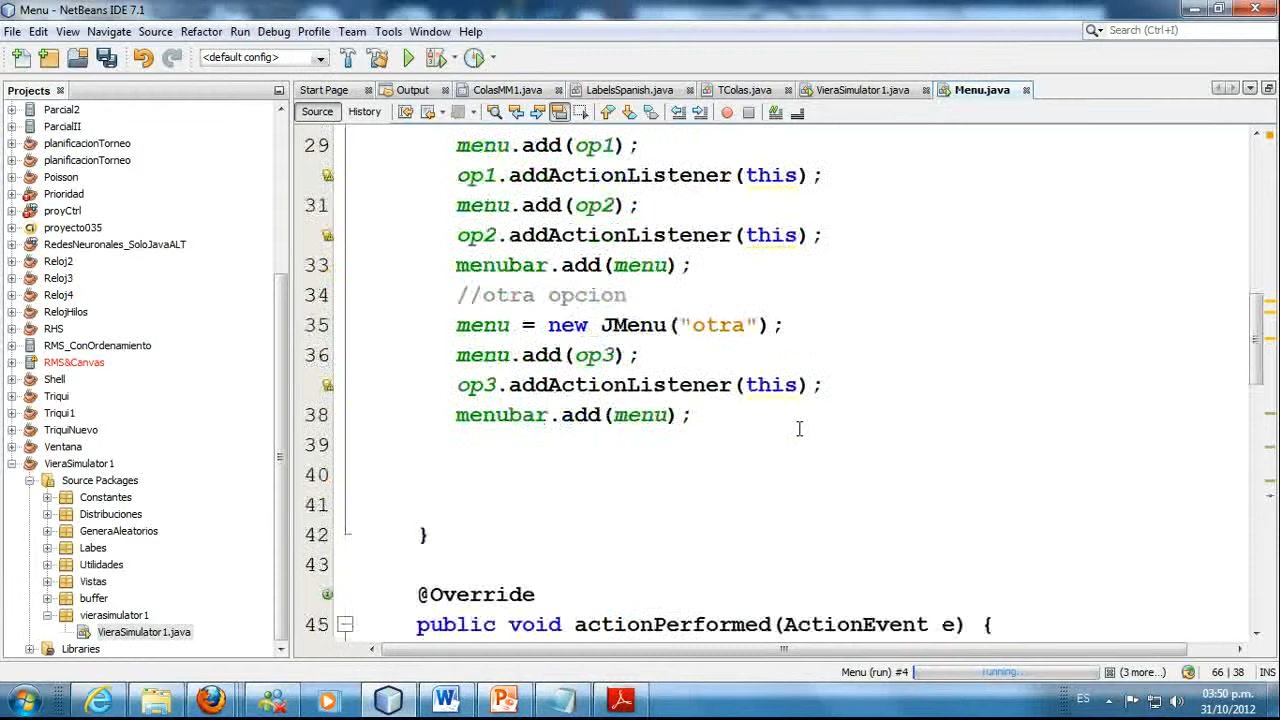 Menu - NetBeans IDE 7.1
File Edit View Navigate Source Refactor Run Debug Profile Team Tools Window Help
Search (Ctrl+I)
<default config>
Projects
Start Page
Output
ColasMM1.java
LabelsSpanish.java
TColas.java
VieraSimulator1.java
Menu.java
Source History
Parcial2
ParcialII
planificacionTorneo
planificacionTorneo
Poisson
Prioridad
proyCtrl
proyecto035
RedesNeuronales_SoloJavaALT
Reloj2
Reloj3
Reloj4
RelojHilos
RHS
RMS_ConOrdenamiento
RMS&Canvas
Shell
Triqui
Triqui1
TriquiNuevo
Ventana
VieraSimulator1
Source Packages
Constantes
Distribuciones
GeneraAleatorios
Labes
Utilidades
Vistas
buffer
vierasimulator1
VieraSimulator1.java
Libraries
29 menu.add(op1);
op1.addActionListener(this);
31 menu.add(op2);
op2.addActionListener(this);
33 menubar.add(menu);
34 //otra opcion
35 menu = new JMenu("otra");
36 menu.add(op3);
op3.addActionListener(this);
38 menubar.add(menu);
39
40
41
42 }
43
@Override
45 public void actionPerformed(ActionEvent e) {
Menu (run) #4 running... (3 more...) 66 | 38 INS
ES
03:50 p.m.
31/10/2012